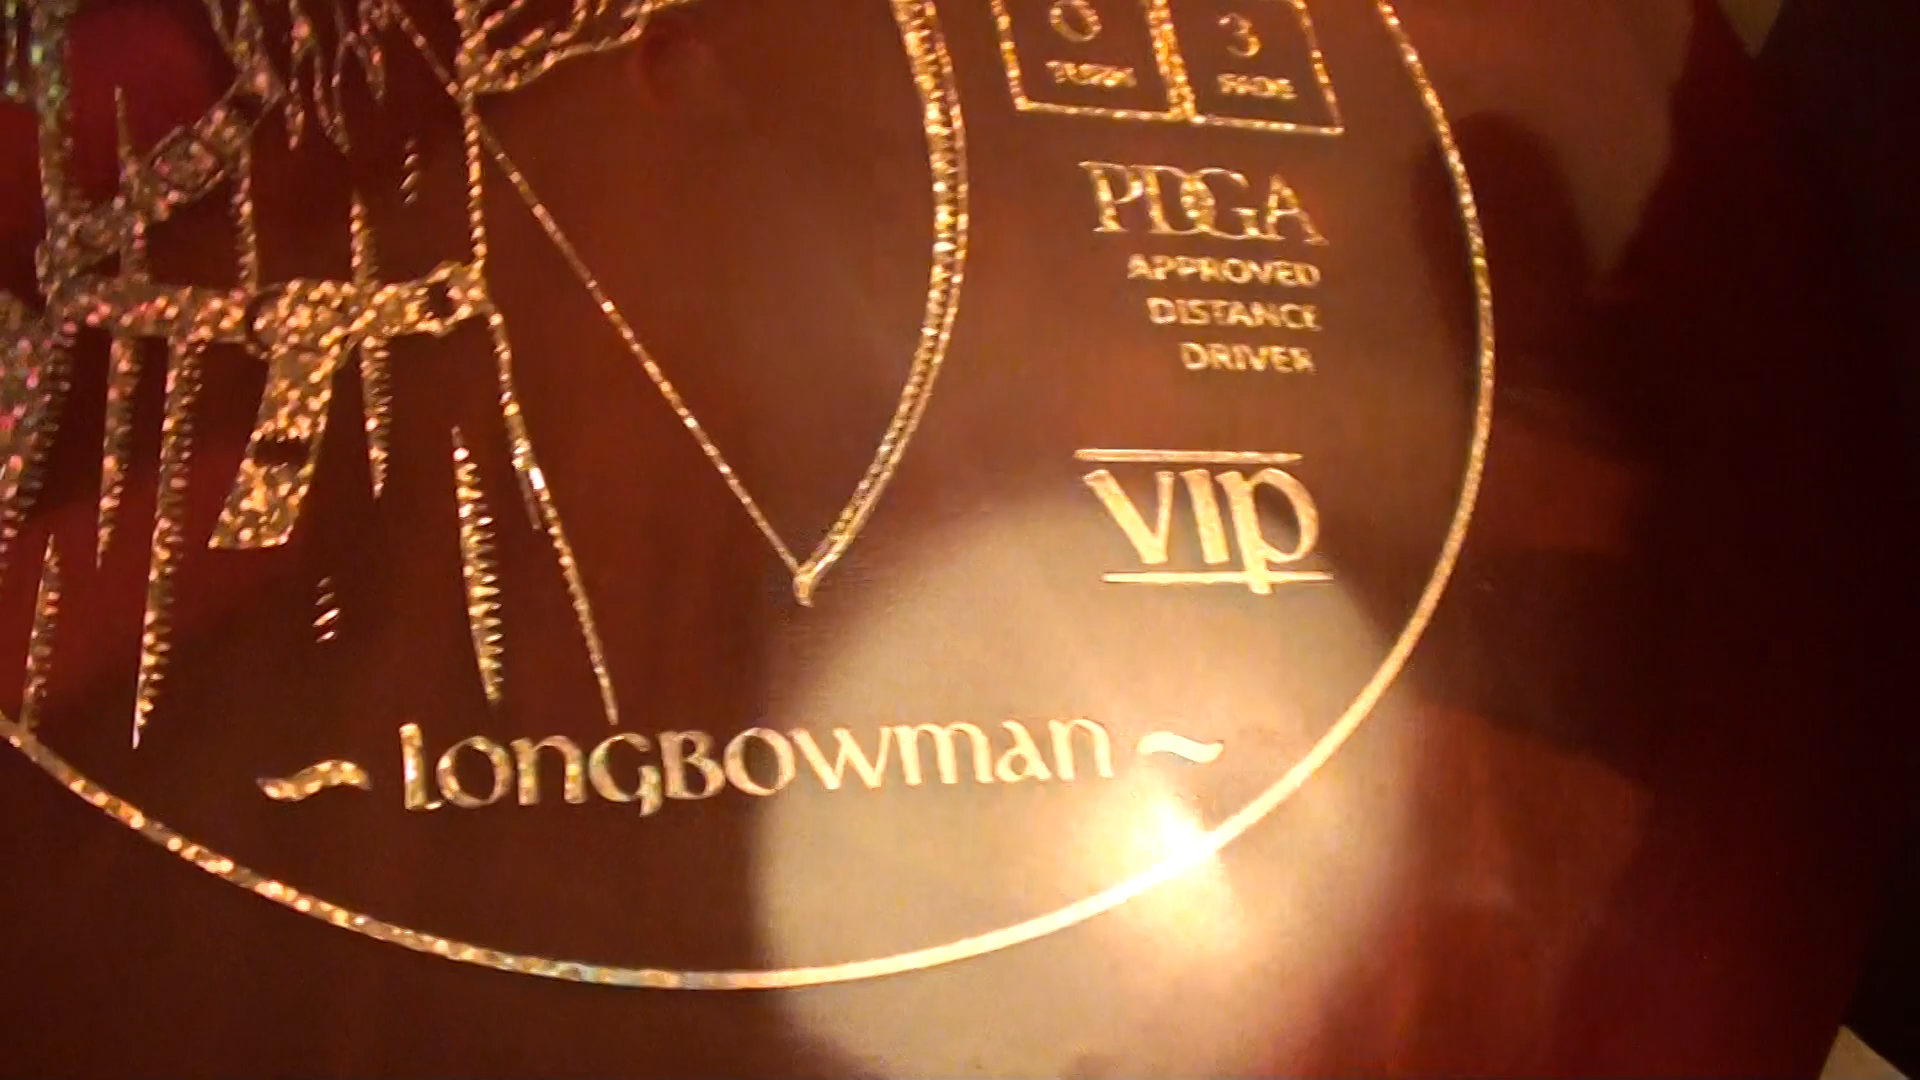 0 3
TURN FADE
PDGA
APPROVED
DISTANCE
DRIVER
VIP
~ LONGBOWMAN ~